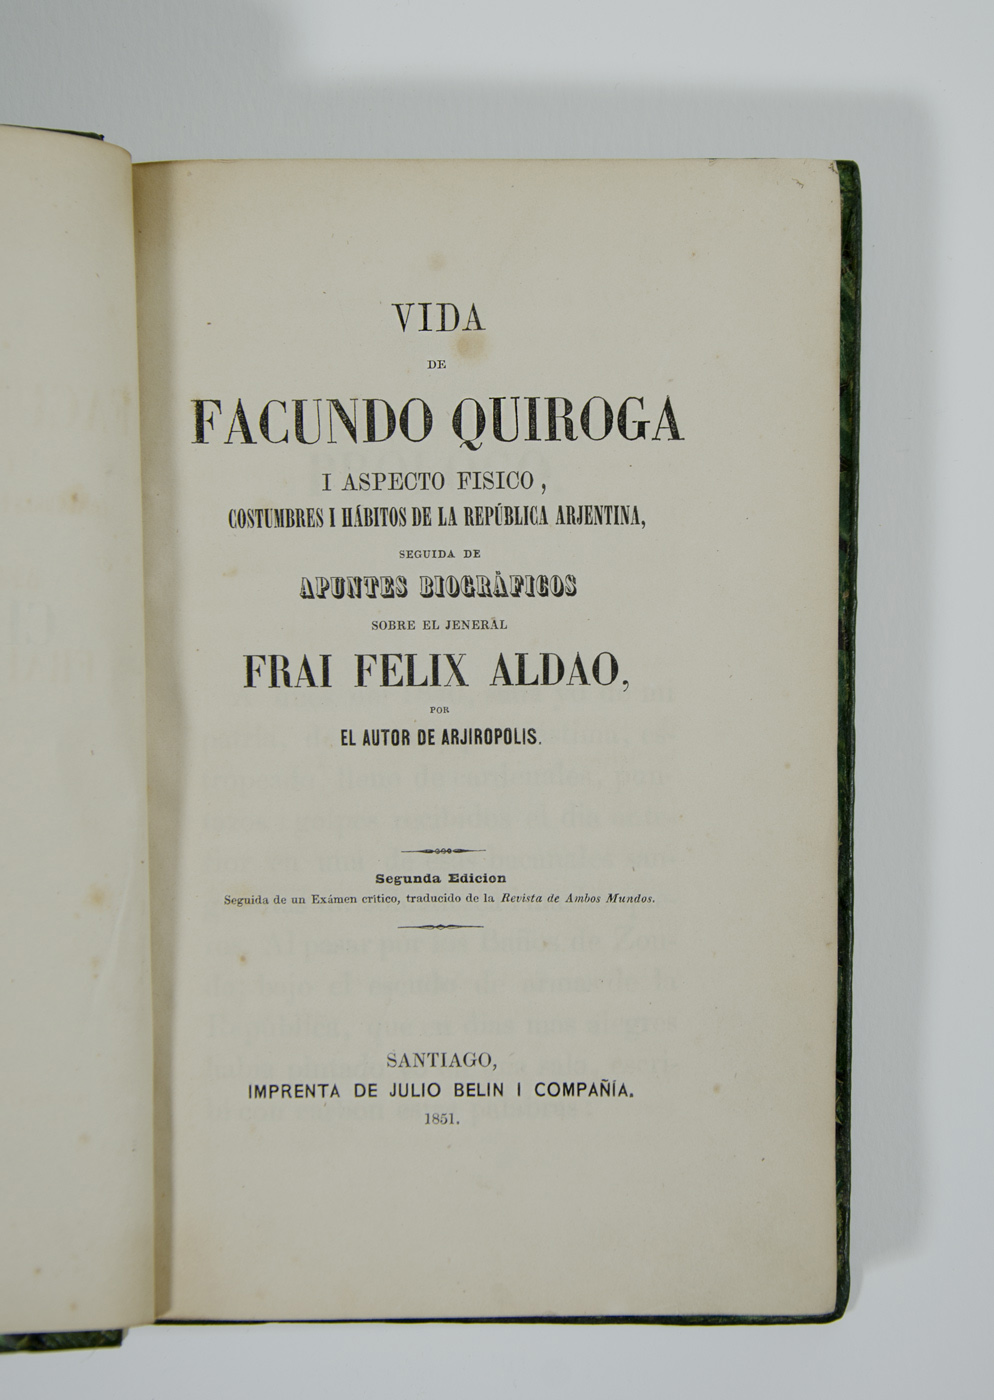 VIDA
DE
FACUNDO QUIROGA
I ASPECTO FISICO,
COSTUMBRES I HÁBITOS DE LA REPÚBLICA ARJENTINA,
SEGUIDA DE
APUNTES BIOGRÁFICOS
SOBRE EL JENERAL
FRAI FELIX ALDAO,
POR
EL AUTOR DE ARJIROPOLIS.
Segunda Edicion
Seguida de un Exámen crítico, traducido de la Revista de Ambos Mundos.
SANTIAGO,
IMPRENTA DE JULIO BELIN I COMPAÑÍA.
1851.